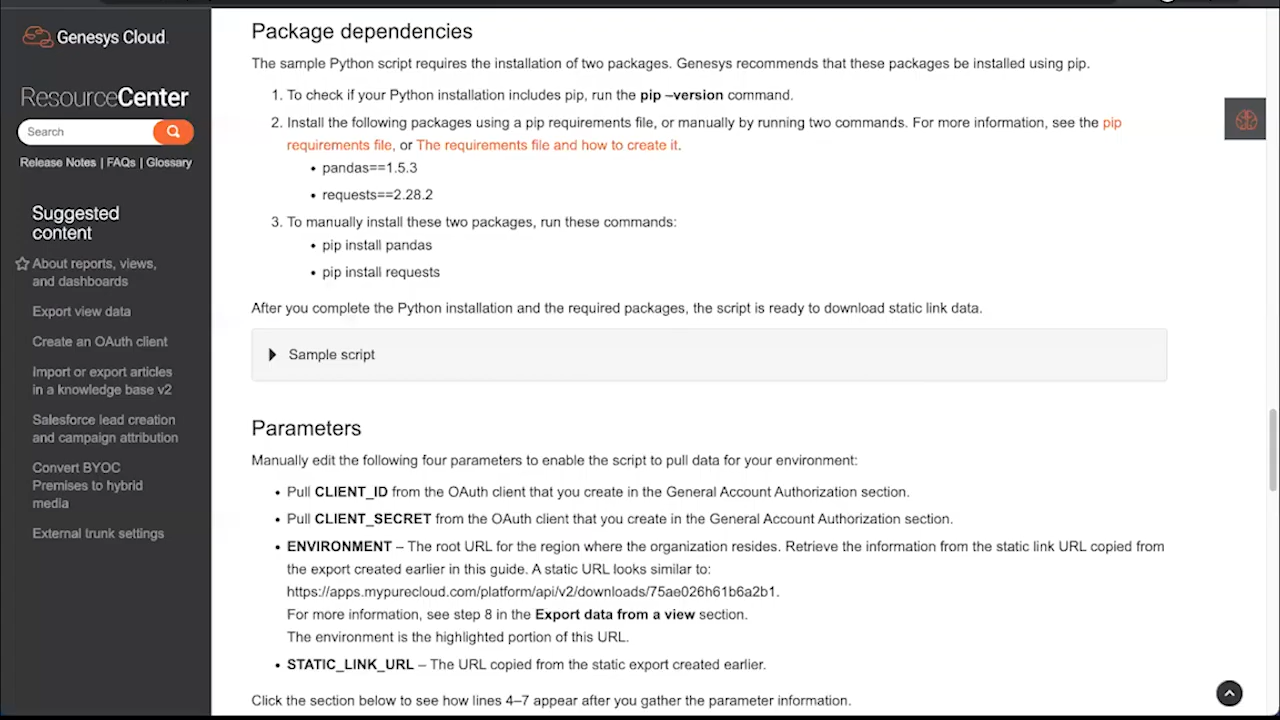 Genesys Cloud.
ResourceCenter
Search
Release Notes | FAQs | Glossary
Suggested
content
About reports, views,
and dashboards
Export view data
Create an OAuth client
Import or export articles
in a knowledge base v2
Salesforce lead creation
and campaign attribution
Convert BYOC
Premises to hybrid
media
External trunk settings
Package dependencies
The sample Python script requires the installation of two packages. Genesys recommends that these packages be installed using pip.
1. To check if your Python installation includes pip, run the pip –version command.
2. Install the following packages using a pip requirements file, or manually by running two commands. For more information, see the pip
requirements file, or The requirements file and how to create it.
• pandas==1.5.3
• requests==2.28.2
3. To manually install these two packages, run these commands:
• pip install pandas
• pip install requests
After you complete the Python installation and the required packages, the script is ready to download static link data.
Sample script
Parameters
Manually edit the following four parameters to enable the script to pull data for your environment:
• Pull CLIENT_ID from the OAuth client that you create in the General Account Authorization section.
• Pull CLIENT_SECRET from the OAuth client that you create in the General Account Authorization section.
• ENVIRONMENT – The root URL for the region where the organization resides. Retrieve the information from the static link URL copied from
the export created earlier in this guide. A static URL looks similar to:
https://apps.mypurecloud.com/platform/api/v2/downloads/75ae026h61b6a2b1.
For more information, see step 8 in the Export data from a view section.
The environment is the highlighted portion of this URL.
• STATIC_LINK_URL – The URL copied from the static export created earlier.
Click the section below to see how lines 4–7 appear after you gather the parameter information.